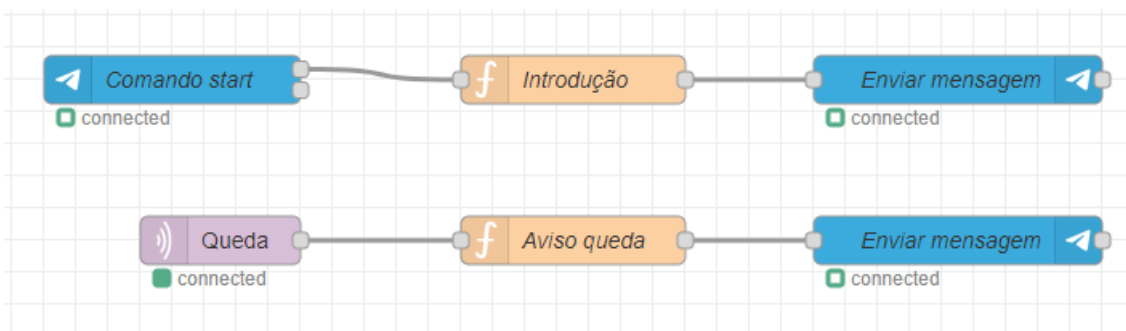 Comando start
Introdução
Enviar mensagem
connected
connected
Queda
Aviso queda
Enviar mensagem
connected
connected